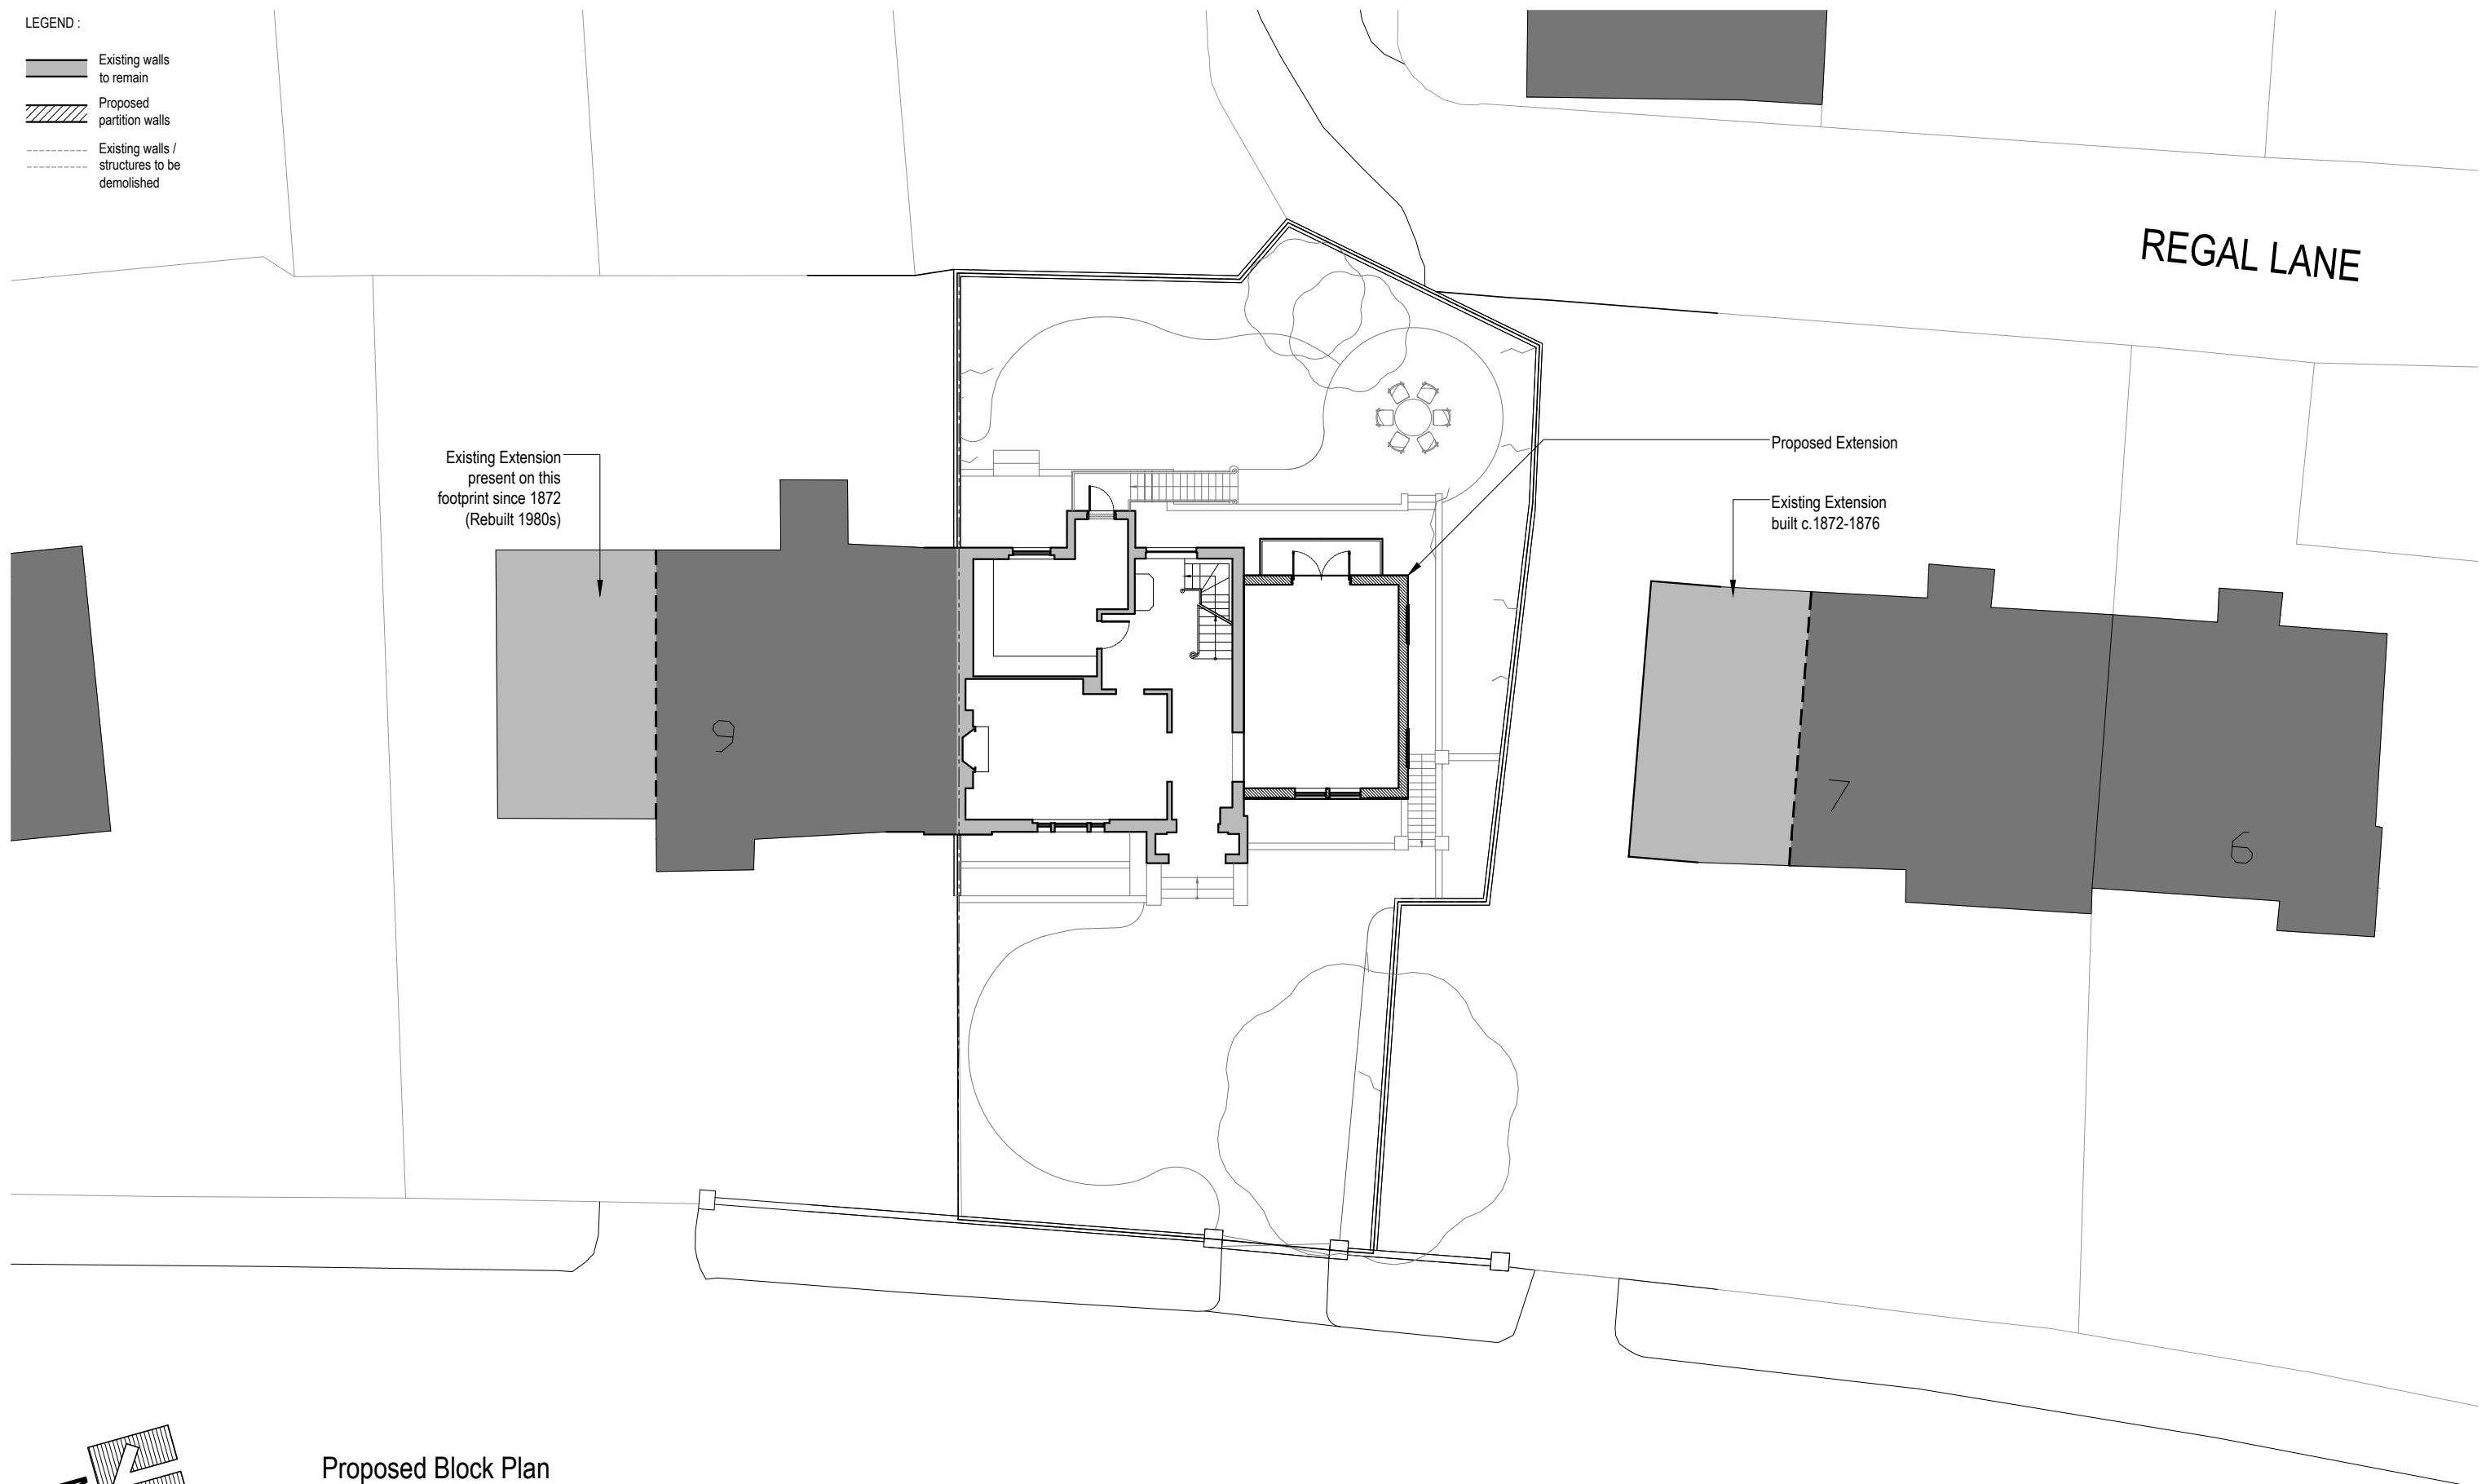 LEGEND :
Existing walls
to remain
Proposed
partition walls
Existing walls /
structures to be
demolished
REGAL LANE
Existing Extension
present on this
footprint since 1872
(Rebuilt 1980s)
Proposed Extension
Existing Extension
built c.1872-1876
9
7
6
Proposed Block Plan